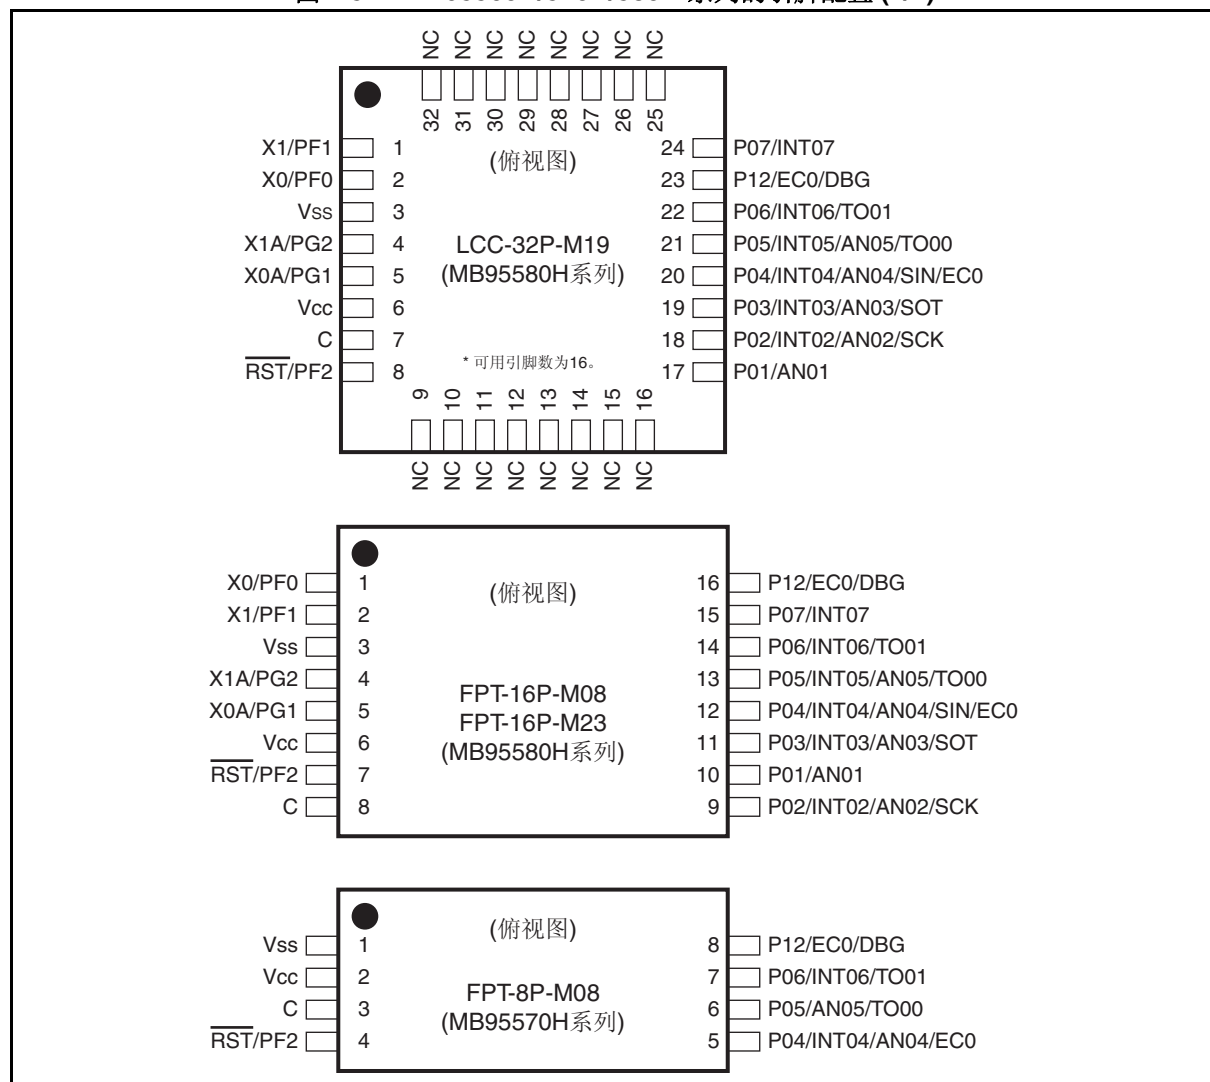 NC NC NC NC NC NC NC NC
32 31 30 29 28 27 26 25
(俯视图)
X1/PF1 1 24 P07/INT07
X0/PF0 2 23 P12/EC0/DBG
Vss 3 22 P06/INT06/TO01
X1A/PG2 4 21 P05/INT05/AN05/TO00
X0A/PG1 5 20 P04/INT04/AN04/SIN/EC0
Vcc 6 19 P03/INT03/AN03/SOT
C 7 18 P02/INT02/AN02/SCK
RST/PF2 8 17 P01/AN01
LCC-32P-M19
(MB95580H系列)
* 可用引脚数为16。
9 10 11 12 13 14 15 16
NC NC NC NC NC NC NC NC
(俯视图)
X0/PF0 1 16 P12/EC0/DBG
X1/PF1 2 15 P07/INT07
Vss 3 14 P06/INT06/TO01
X1A/PG2 4 13 P05/INT05/AN05/TO00
X0A/PG1 5 12 P04/INT04/AN04/SIN/EC0
Vcc 6 11 P03/INT03/AN03/SOT
RST/PF2 7 10 P01/AN01
C 8 9 P02/INT02/AN02/SCK
FPT-16P-M08
FPT-16P-M23
(MB95580H系列)
(俯视图)
Vss 1 8 P12/EC0/DBG
Vcc 2 7 P06/INT06/TO01
C 3 6 P05/AN05/TO00
RST/PF2 4 5 P04/INT04/AN04/EC0
FPT-8P-M08
(MB95570H系列)